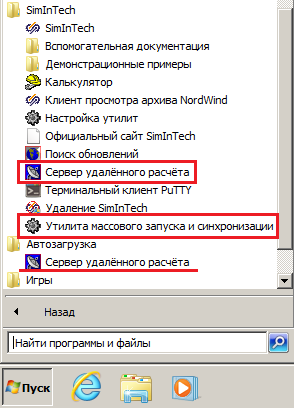 SimInTech
SimInTech
Вспомогательная документация
Демонстрационные примеры
Калькулятор
Клиент просмотра архива NordWind
Настройка утилит
Официальный сайт SimInTech
Поиск обновлений
Сервер удалённого расчёта
Терминальный клиент PuTTY
Удаление SimInTech
Утилита массового запуска и синхронизации
Автозагрузка
Сервер удалённого расчёта
Игры
Назад
Найти программы и файлы
Пуск